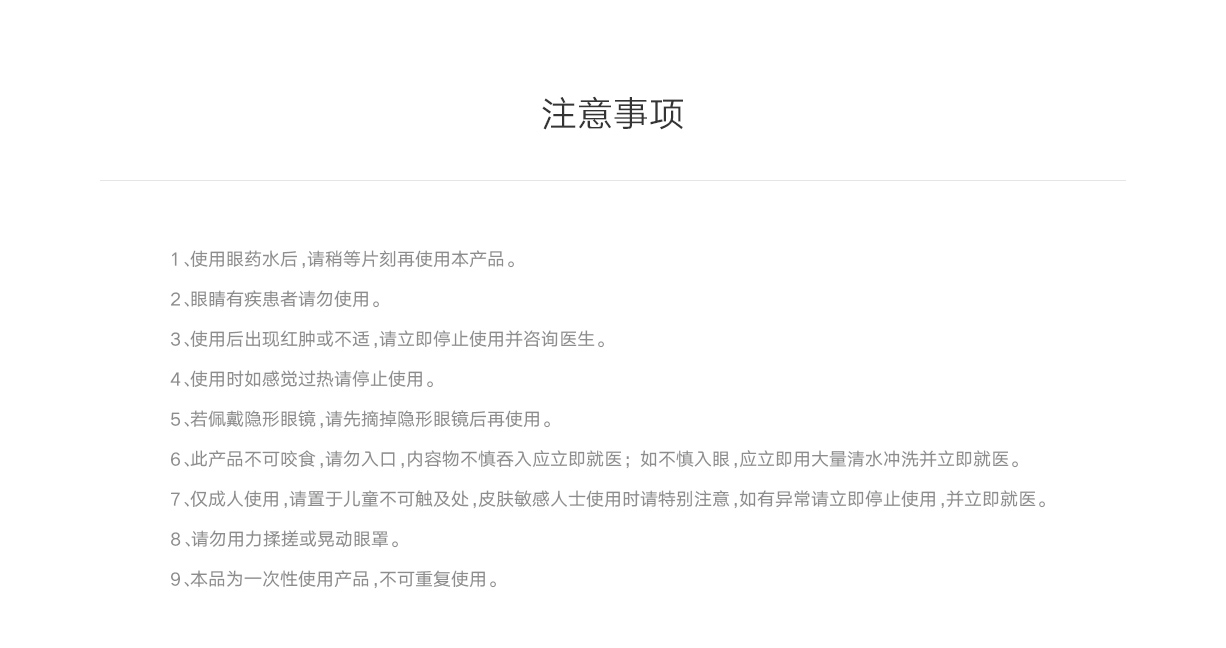 注意事项
1、使用眼药水后,请稍等片刻再使用本产品。
2、眼睛有疾患者请勿使用。
3、使用后出现红肿或不适,请立即停止使用并咨询医生。
4、使用时如感觉过热请停止使用。
5、若佩戴隐形眼镜,请先摘掉隐形眼镜后再使用。
6、此产品不可咬食,请勿入口,内容物不慎吞入应立即就医；如不慎入眼,应立即用大量清水冲洗并立即就医。
7、仅成人使用,请置于儿童不可触及处,皮肤敏感人士使用时请特别注意,如有异常请立即停止使用,并立即就医。
8、请勿用力揉搓或晃动眼罩。
9、本品为一次性使用产品,不可重复使用。